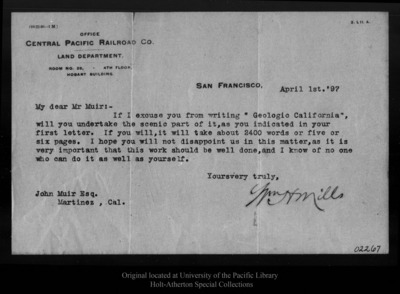 OFFICE
CENTRAL PACIFIC RAILROAD CO.
LAND DEPARTMENT.
ROOM NO. 4TH FLOOR,
HOBART BUILDING.
SAN FRANCISCO, April 1st.'97
My dear Mr Muir:-
If I excuse you from writing " Geologic California",
will you undertake the scenic part of it,as you indicated in your
first letter. If you will,it will take about 2400 words or five or
six pages. I hope you will not disappoint us in this matter,as it is
very important that this work should be well done,and I know of no one
who can do it as well as yourself.
Yoursvery truly,
Wm H Mills
John Muir Esq.
Martinez , Cal.
02267
Original located at University of the Pacific Library
Holt-Atherton Special Collections